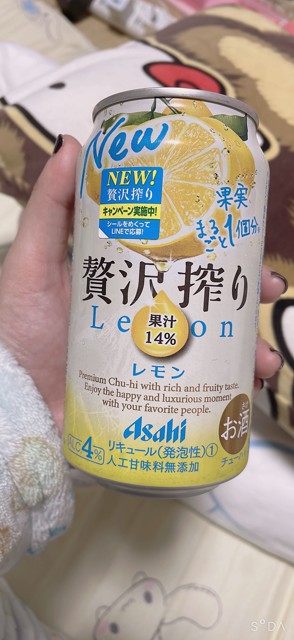 New
NEW!
贅沢搾り
キャンペーン実施中!
シールをめくって
LINEで応募!
果実
まるごと1個分
贅沢搾り
Lemon
果汁
14%
レモン
Premium Chu-hi with rich and fruity taste.
Enjoy the happy and luxurious moment
with your favorite people.
Asahi
お酒
ALC.4%
リキュール(発泡性)①
人工甘味料無添加
SODA